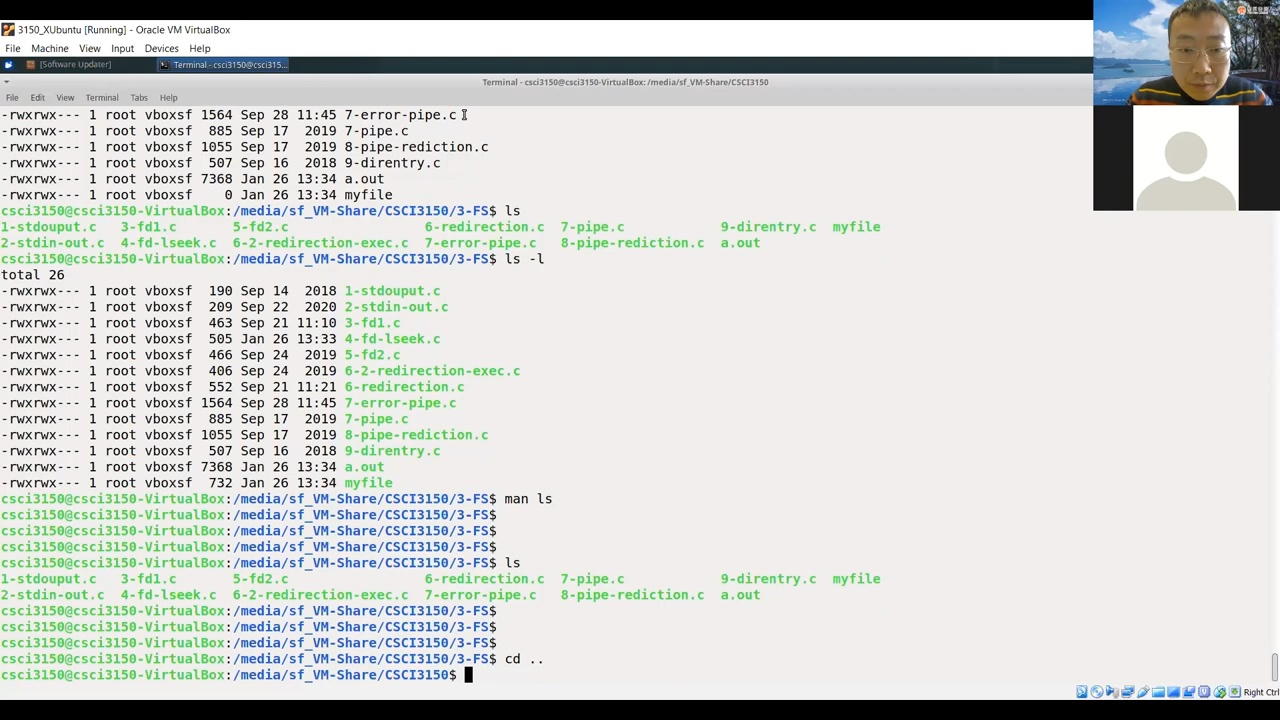 3150_XUbuntu [Running] - Oracle VM VirtualBox
File Machine View Input Devices Help
[Software Updater] Terminal - csci3150@csci315...
Terminal - csci3150@csci3150-VirtualBox: /media/sf_VM-Share/CSCI3150
File Edit View Terminal Tabs Help
-rwxrwx--- 1 root vboxsf 1564 Sep 28 11:45 7-error-pipe.c
-rwxrwx--- 1 root vboxsf  885 Sep 17  2019 7-pipe.c
-rwxrwx--- 1 root vboxsf 1055 Sep 17  2019 8-pipe-rediction.c
-rwxrwx--- 1 root vboxsf  507 Sep 16  2018 9-direntry.c
-rwxrwx--- 1 root vboxsf 7368 Jan 26 13:34 a.out
-rwxrwx--- 1 root vboxsf    0 Jan 26 13:34 myfile
csci3150@csci3150-VirtualBox:/media/sf_VM-Share/CSCI3150/3-FS$ ls
1-stdouput.c   3-fd1.c       5-fd2.c                 6-redirection.c  7-pipe.c            9-direntry.c  myfile
2-stdin-out.c  4-fd-lseek.c  6-2-redirection-exec.c  7-error-pipe.c   8-pipe-rediction.c  a.out
csci3150@csci3150-VirtualBox:/media/sf_VM-Share/CSCI3150/3-FS$ ls -l
total 26
-rwxrwx--- 1 root vboxsf  190 Sep 14  2018 1-stdouput.c
-rwxrwx--- 1 root vboxsf  209 Sep 22  2020 2-stdin-out.c
-rwxrwx--- 1 root vboxsf  463 Sep 21 11:10 3-fd1.c
-rwxrwx--- 1 root vboxsf  505 Jan 26 13:33 4-fd-lseek.c
-rwxrwx--- 1 root vboxsf  466 Sep 24  2019 5-fd2.c
-rwxrwx--- 1 root vboxsf  406 Sep 24  2019 6-2-redirection-exec.c
-rwxrwx--- 1 root vboxsf  552 Sep 21 11:21 6-redirection.c
-rwxrwx--- 1 root vboxsf 1564 Sep 28 11:45 7-error-pipe.c
-rwxrwx--- 1 root vboxsf  885 Sep 17  2019 7-pipe.c
-rwxrwx--- 1 root vboxsf 1055 Sep 17  2019 8-pipe-rediction.c
-rwxrwx--- 1 root vboxsf  507 Sep 16  2018 9-direntry.c
-rwxrwx--- 1 root vboxsf 7368 Jan 26 13:34 a.out
-rwxrwx--- 1 root vboxsf  732 Jan 26 13:34 myfile
csci3150@csci3150-VirtualBox:/media/sf_VM-Share/CSCI3150/3-FS$ man ls
csci3150@csci3150-VirtualBox:/media/sf_VM-Share/CSCI3150/3-FS$
csci3150@csci3150-VirtualBox:/media/sf_VM-Share/CSCI3150/3-FS$
csci3150@csci3150-VirtualBox:/media/sf_VM-Share/CSCI3150/3-FS$
csci3150@csci3150-VirtualBox:/media/sf_VM-Share/CSCI3150/3-FS$ ls
1-stdouput.c   3-fd1.c       5-fd2.c                 6-redirection.c  7-pipe.c            9-direntry.c  myfile
2-stdin-out.c  4-fd-lseek.c  6-2-redirection-exec.c  7-error-pipe.c   8-pipe-rediction.c  a.out
csci3150@csci3150-VirtualBox:/media/sf_VM-Share/CSCI3150/3-FS$
csci3150@csci3150-VirtualBox:/media/sf_VM-Share/CSCI3150/3-FS$
csci3150@csci3150-VirtualBox:/media/sf_VM-Share/CSCI3150/3-FS$
csci3150@csci3150-VirtualBox:/media/sf_VM-Share/CSCI3150/3-FS$ cd ..
csci3150@csci3150-VirtualBox:/media/sf_VM-Share/CSCI3150$
Right Ctrl